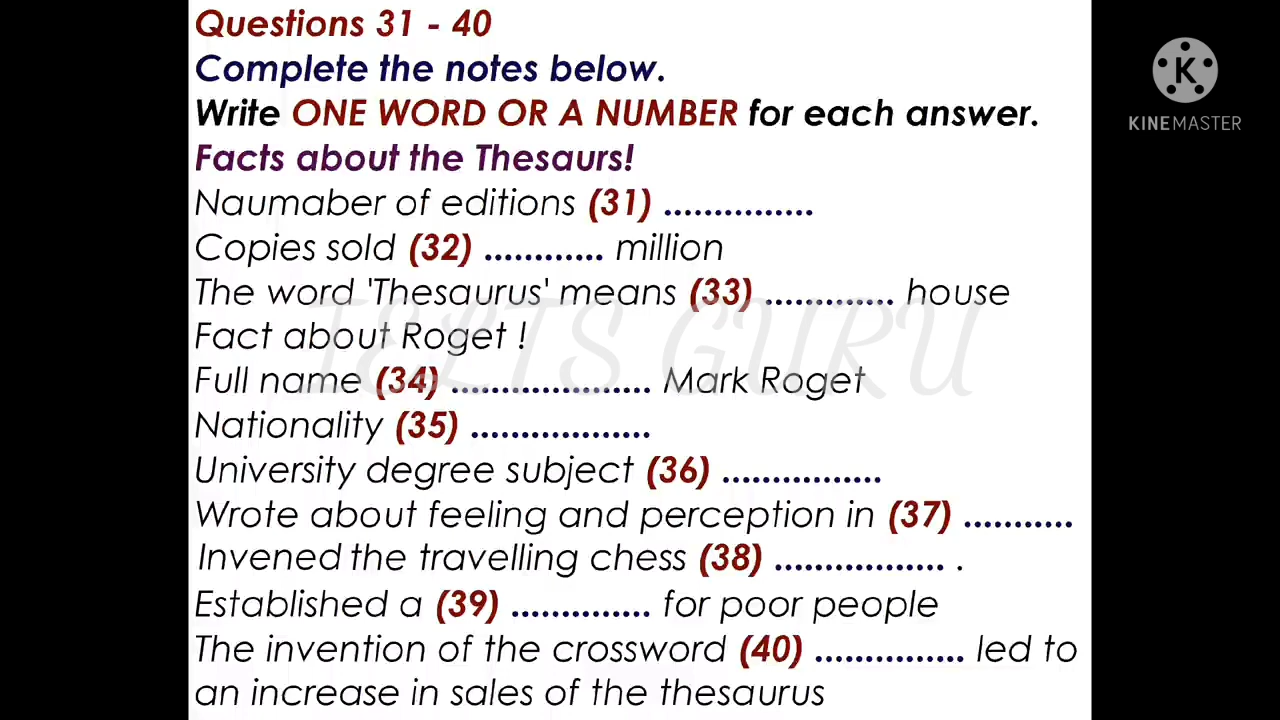 Questions 31 - 40
Complete the notes below.
Write ONE WORD OR A NUMBER for each answer.
Facts about the Thesaurs!
Naumaber of editions (31) ...............
Copies sold (32) ............ million
The word 'Thesaurus' means (33) ............. house
Fact about Roget !
Full name (34) .................... Mark Roget
Nationality (35) ..................
University degree subject (36) ................
Wrote about feeling and perception in (37) ...........
Invened the travelling chess (38) ................. .
Established a (39) .............. for poor people
The invention of the crossword (40) ............... led to
an increase in sales of the thesaurus
IELTS GURU
K
KINEMASTER